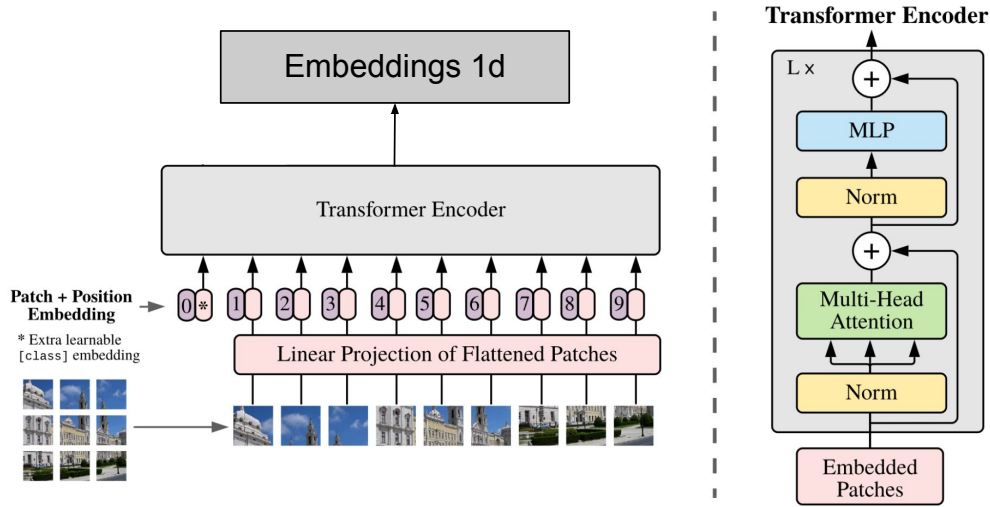 Embeddings 1d
Transformer Encoder
0 * 1 2 3 4 5 6 7 8 9
Patch + Position
Embedding
* Extra learnable
[class] embedding
Linear Projection of Flattened Patches
Transformer Encoder
L x
+
MLP
Norm
+
Multi-Head
Attention
Norm
Embedded
Patches